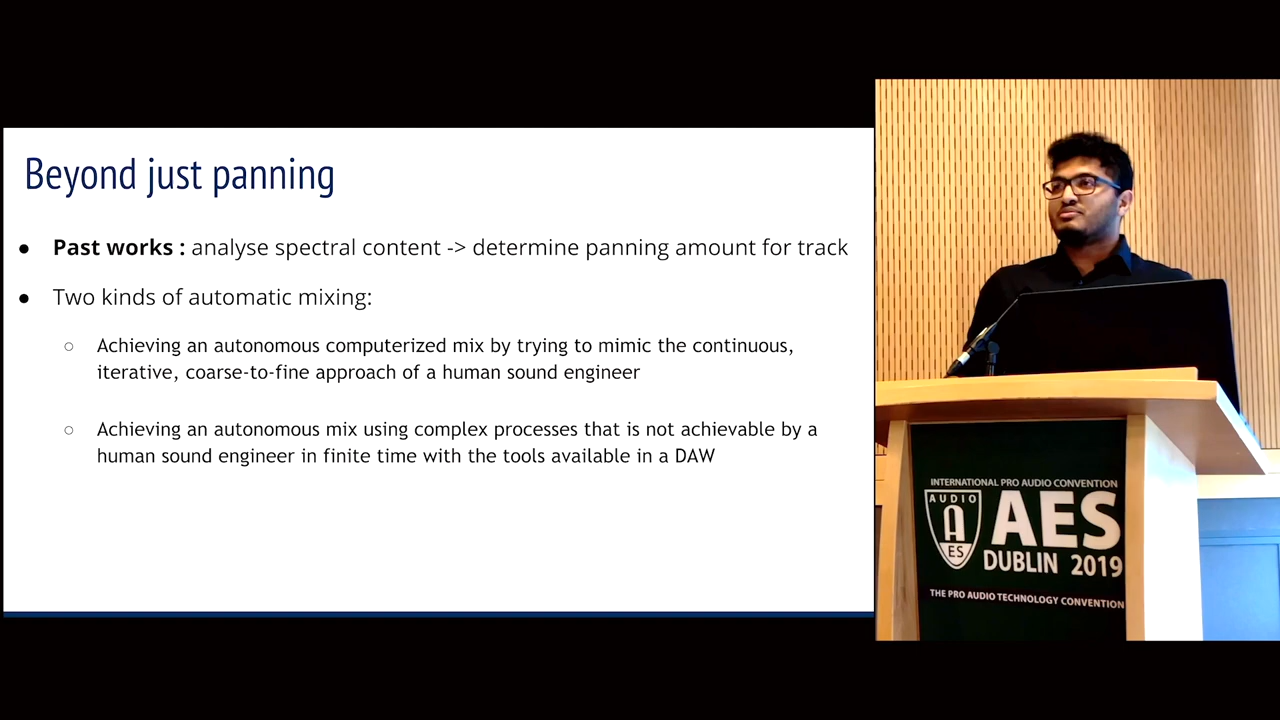 Beyond just panning
● Past works : analyse spectral content -> determine panning amount for track
● Two kinds of automatic mixing:
○ Achieving an autonomous computerized mix by trying to mimic the continuous,
iterative, coarse-to-fine approach of a human sound engineer
○ Achieving an autonomous mix using complex processes that is not achievable by a
human sound engineer in finite time with the tools available in a DAW
INTERNATIONAL PRO AUDIO CONVENTION
AUDIO
A
ES
AES
DUBLIN 2019
THE PRO AUDIO TECHNOLOGY CONVENTION